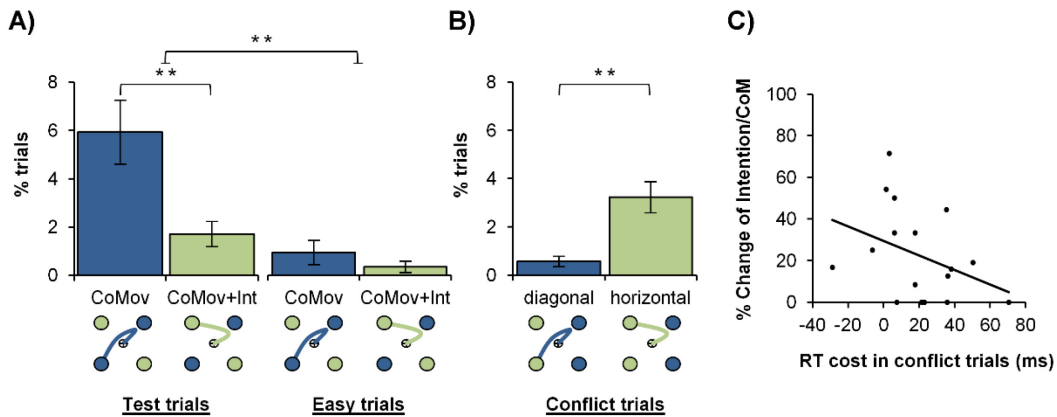 A)
**
**
8
6
4
2
0
% trials
CoMov CoMov+Int CoMov CoMov+Int
Test trials Easy trials
B)
**
8
6
4
2
0
% trials
diagonal horizontal
Conflict trials
C)
100
80
60
40
20
0
% Change of Intention/CoM
-40 -20 0 20 40 60 80
RT cost in conflict trials (ms)